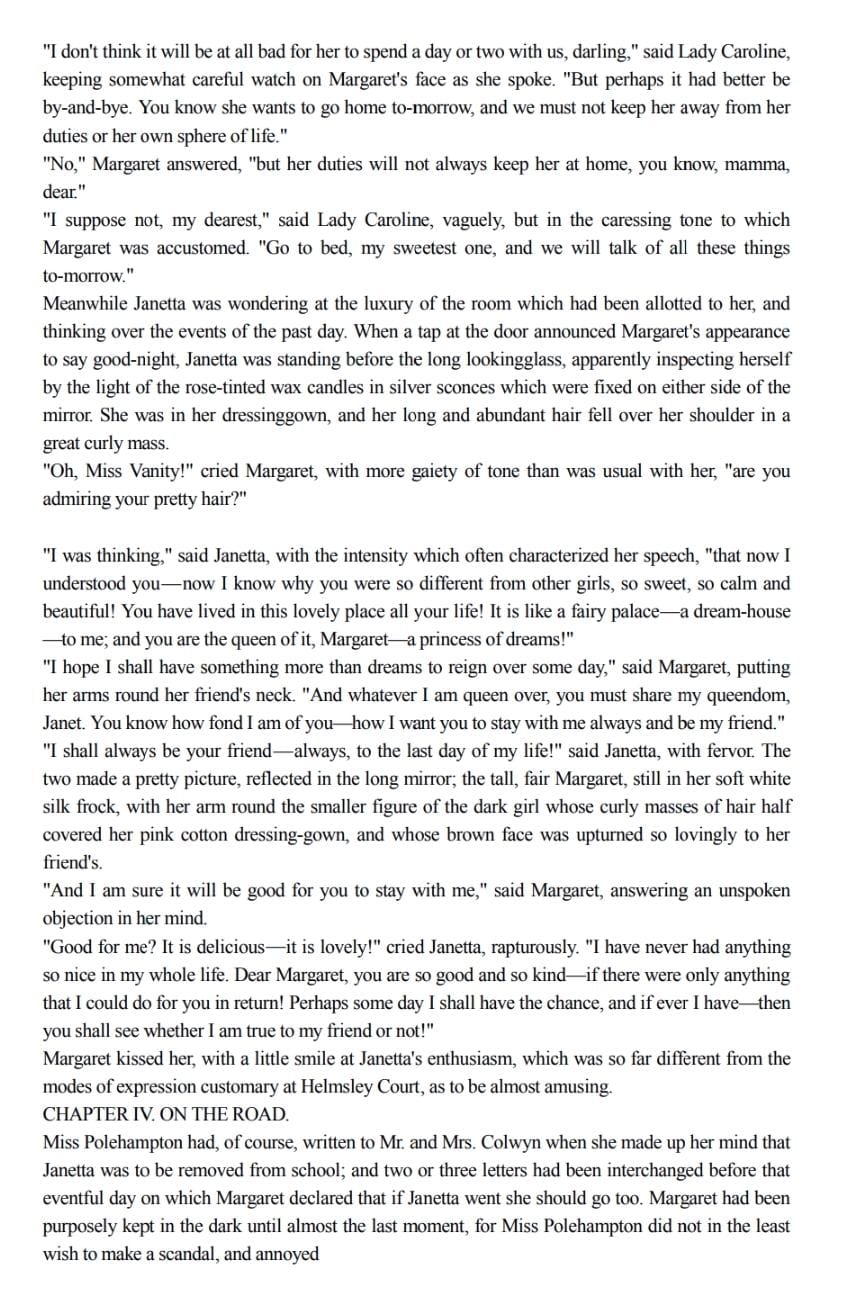 "I don't think it will be at all bad for her to spend a day or two with us, darling," said Lady Caroline,
keeping somewhat careful watch on Margaret's face as she spoke. "But perhaps it had better be
by-and-bye. You know she wants to go home to-morrow, and we must not keep her away from her
duties or her own sphere of life."
"No," Margaret answered, "but her duties will not always keep her at home, you know, mamma,
dear."
"I suppose not, my dearest," said Lady Caroline, vaguely, but in the caressing tone to which
Margaret was accustomed. "Go to bed, my sweetest one, and we will talk of all these things
to-morrow."
Meanwhile Janetta was wondering at the luxury of the room which had been allotted to her, and
thinking over the events of the past day. When a tap at the door announced Margaret's appearance
to say good-night, Janetta was standing before the long lookingglass, apparently inspecting herself
by the light of the rose-tinted wax candles in silver sconces which were fixed on either side of the
mirror. She was in her dressinggown, and her long and abundant hair fell over her shoulder in a
great curly mass.
"Oh, Miss Vanity!" cried Margaret, with more gaiety of tone than was usual with her, "are you
admiring your pretty hair?"
"I was thinking," said Janetta, with the intensity which often characterized her speech, "that now I
understood you—now I know why you were so different from other girls, so sweet, so calm and
beautiful! You have lived in this lovely place all your life! It is like a fairy palace—a dream-house
—to me; and you are the queen of it, Margaret—a princess of dreams!"
"I hope I shall have something more than dreams to reign over some day," said Margaret, putting
her arms round her friend's neck. "And whatever I am queen over, you must share my queendom,
Janet. You know how fond I am of you—how I want you to stay with me always and be my friend."
"I shall always be your friend—always, to the last day of my life!" said Janetta, with fervor. The
two made a pretty picture, reflected in the long mirror; the tall, fair Margaret, still in her soft white
silk frock, with her arm round the smaller figure of the dark girl whose curly masses of hair half
covered her pink cotton dressing-gown, and whose brown face was upturned so lovingly to her
friend's.
"And I am sure it will be good for you to stay with me," said Margaret, answering an unspoken
objection in her mind.
"Good for me? It is delicious—it is lovely!" cried Janetta, rapturously. "I have never had anything
so nice in my whole life. Dear Margaret, you are so good and so kind—if there were only anything
that I could do for you in return! Perhaps some day I shall have the chance, and if ever I have—then
you shall see whether I am true to my friend or not!"
Margaret kissed her, with a little smile at Janetta's enthusiasm, which was so far different from the
modes of expression customary at Helmsley Court, as to be almost amusing.
CHAPTER IV. ON THE ROAD.
Miss Polehampton had, of course, written to Mr. and Mrs. Colwyn when she made up her mind that
Janetta was to be removed from school; and two or three letters had been interchanged before that
eventful day on which Margaret declared that if Janetta went she should go too. Margaret had been
purposely kept in the dark until almost the last moment, for Miss Polehampton did not in the least
wish to make a scandal, and annoyed